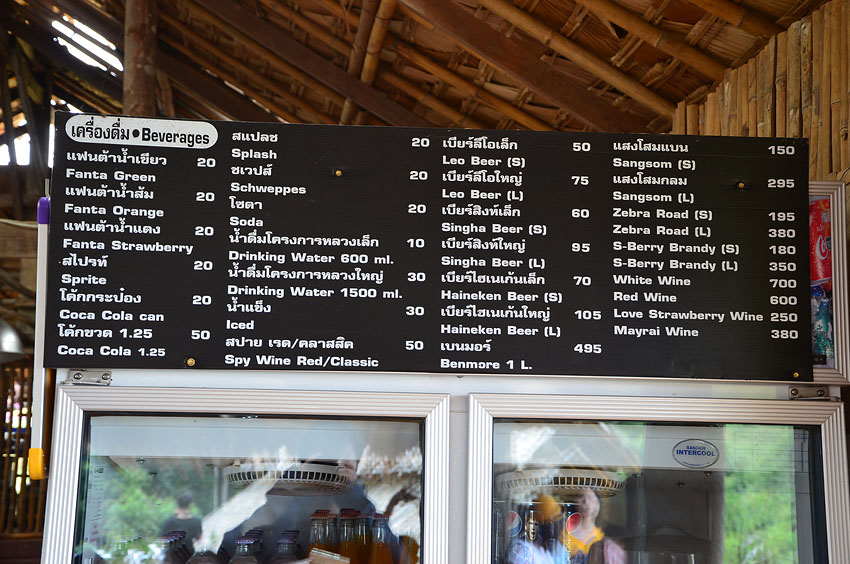 เครื่องดื่ม • Beverages
แฟนต้าน้ำเขียว 20
Fanta Green
แฟนต้าน้ำส้ม 20
Fanta Orange
แฟนต้าน้ำแดง 20
Fanta Strawberry
สไปรท์ 20
Sprite
โค้กกระป๋อง 20
Coca Cola can
โค้กขวด 1.25 50
Coca Cola 1.25
สแปลช 20
Splash
ชเวปส์ 20
Schweppes
โซดา 20
Soda
น้ำดื่มโครงการหลวงเล็ก 10
Drinking Water 600 ml.
น้ำดื่มโครงการหลวงใหญ่ 30
Drinking Water 1500 ml.
น้ำแข็ง 30
Iced
สปาย เรด/คลาสสิค 50
Spy Wine Red/Classic
เบียร์ลีโอเล็ก 50
Leo Beer (S)
เบียร์ลีโอใหญ่ 75
Leo Beer (L)
เบียร์สิงห์เล็ก 60
Singha Beer (S)
เบียร์สิงห์ใหญ่ 95
Singha Beer (L)
เบียร์ไฮเนเก้นเล็ก 70
Haineken Beer (S)
เบียร์ไฮเนเก้นใหญ่ 105
Haineken Beer (L)
เบนมอร์ 495
Benmore 1 L.
แสงโสมแบน 150
Sangsom (S)
แสงโสมกลม 295
Sangsom (L)
Zebra Road (S) 195
Zebra Road (L) 380
S-Berry Brandy (S) 180
S-Berry Brandy (L) 350
White Wine 700
Red Wine 600
Love Strawberry Wine 250
Mayrai Wine 380
Coca-Cola
SANDEN
INTERCOOL